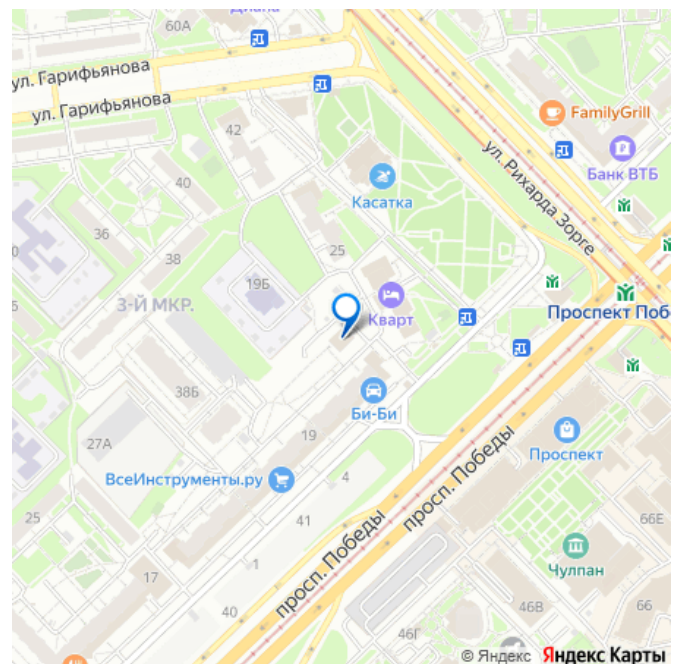 60А
Диана
ул. Гарифьянова
ул. Гарифьянова
FamilyGrill
42
ул. Рихарда Зорге
Банк ВТБ
40
Касатка
36
25
38
19Б
3-Й МКР.
Кварт
Проспект Поб
38Б
Би-Би
19
просп. Победы
Проспект
27А
ВсеИнструменты.ру
4
25
41
просп. Победы
66Е
Чулпан
1
17
40
46В
66
46Г
© Яндекс Яндекс Карты